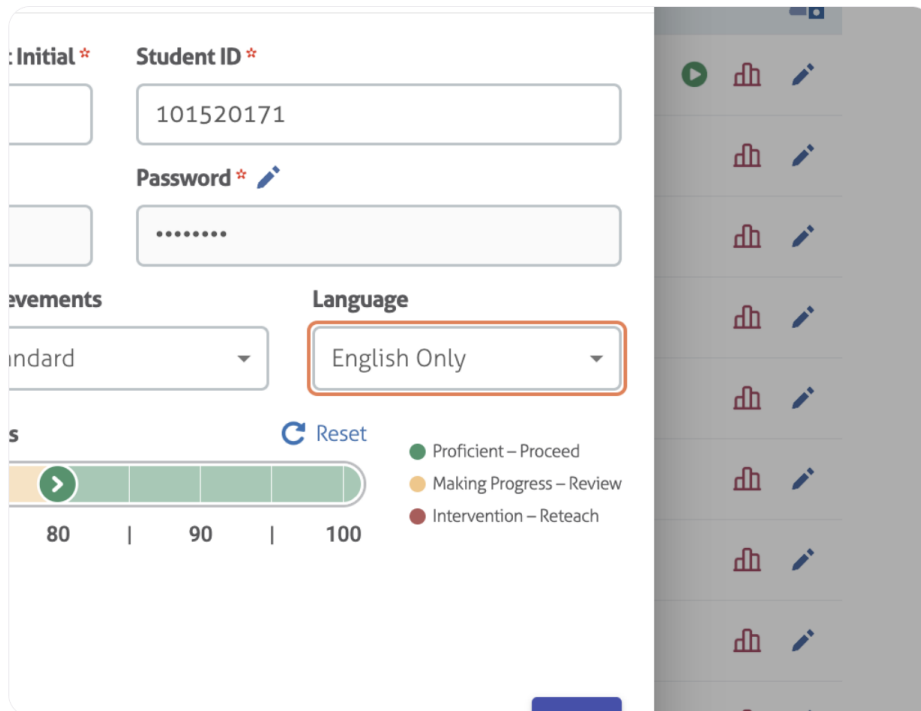 t Initial *
Student ID *
101520171
Password *
••••••••
evements
Language
ndard
English Only
s
Reset
Proficient – Proceed
Making Progress – Review
Intervention – Reteach
80 | 90 | 100